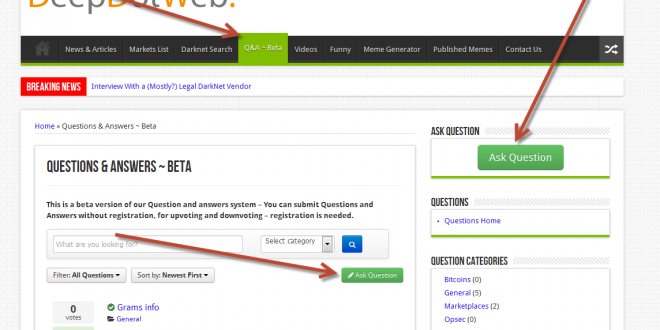 DeepDotWeb!
News & Articles Markets List Darknet Search Q&A ~ Beta Videos Funny Meme Generator Published Memes Contact Us
BREAKING NEWS Interview With a (Mostly?) Legal DarkNet Vendor
Home » Questions & Answers ~ Beta
QUESTIONS & ANSWERS ~ BETA
This is a beta version of our Question and answers system – You can submit Questions and
Answers without registration, for upvoting and downvoting – registration is needed.
What are you looking for? Select category
Filter: All Questions Sort by: Newest First Ask Question
0
votes
Grams info
General
ASK QUESTION
Ask Question
QUESTIONS
Questions Home
QUESTION CATEGORIES
Bitcoins (0)
General (5)
Marketplaces (2)
Opsec (0)